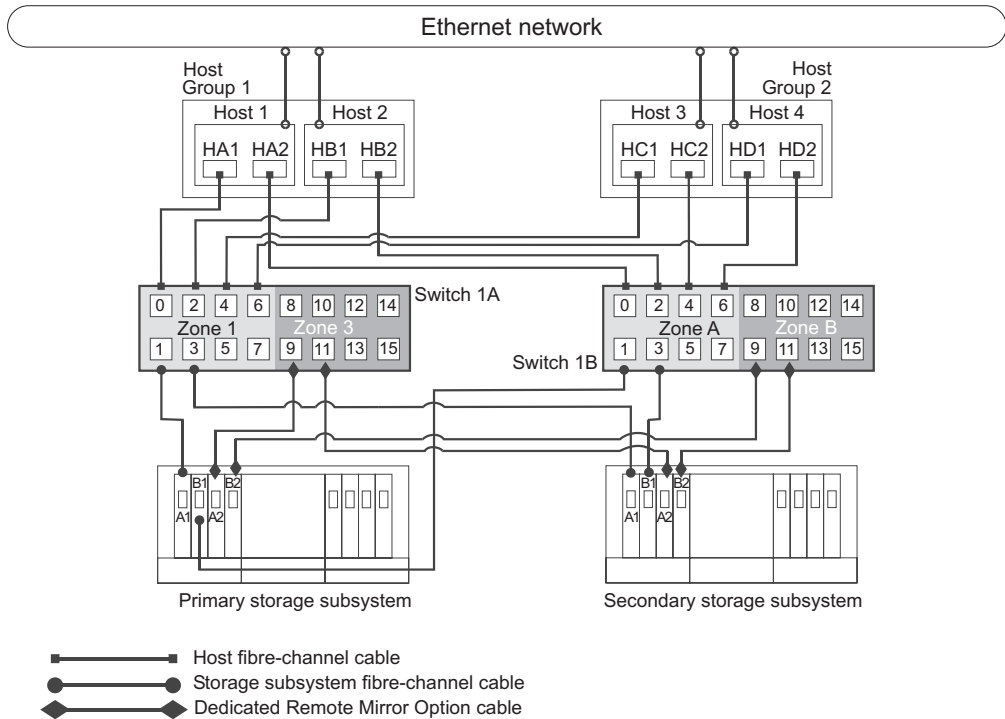 Ethernet network
Host
Group 1
Host
Group 2
Host 1 Host 2
Host 3 Host 4
HA1 HA2 HB1 HB2
HC1 HC2 HD1 HD2
0 2 4 6 8 10 12 14
Switch 1A
0 2 4 6 8 10 12 14
Zone 1 Zone 3
Zone A Zone B
1 3 5 7 9 11 13 15
Switch 1B
1 3 5 7 9 11 13 15
B1 B2
A1 A2
B1 B2
A1 A2
Primary storage subsystem
Secondary storage subsystem
Host fibre-channel cable
Storage subsystem fibre-channel cable
Dedicated Remote Mirror Option cable